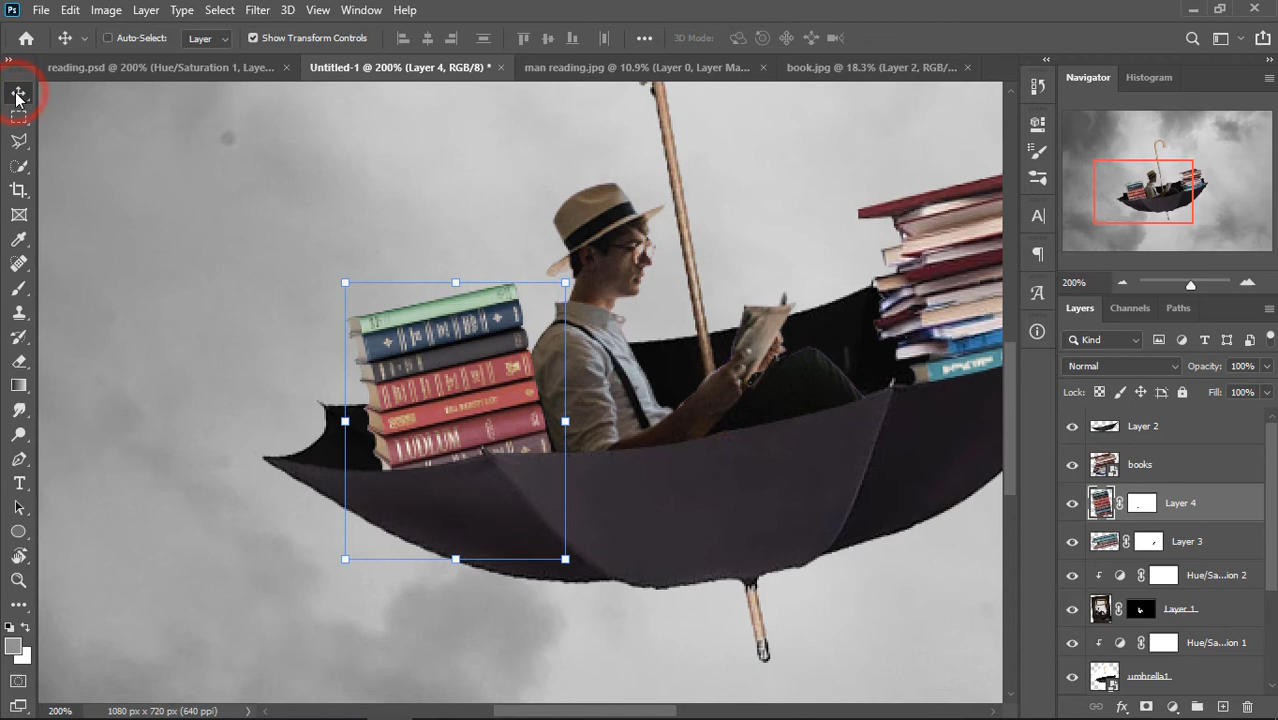 Ps File Edit Image Layer Type Select Filter 3D View Window Help
Auto-Select: Layer Show Transform Controls 3D Mode:
reading.psd @ 200% (Hue/Saturation 1, Laye...
Untitled-1 @ 200% (Layer 4, RGB/8) *
man reading.jpg @ 10.9% (Layer 0, Layer Ma...
book.jpg @ 18.3% (Layer 2, RGB/...
Navigator Histogram
200%
Layers Channels Paths
Kind
Normal Opacity: 100%
Lock: Fill: 100%
Layer 2
books
Layer 4
Layer 3
Hue/Sa...ion 2
Layer 1
Hue/Sa...ion 1
umbrella1
LUDLUM
200% 1080 px x 720 px (640 ppi)